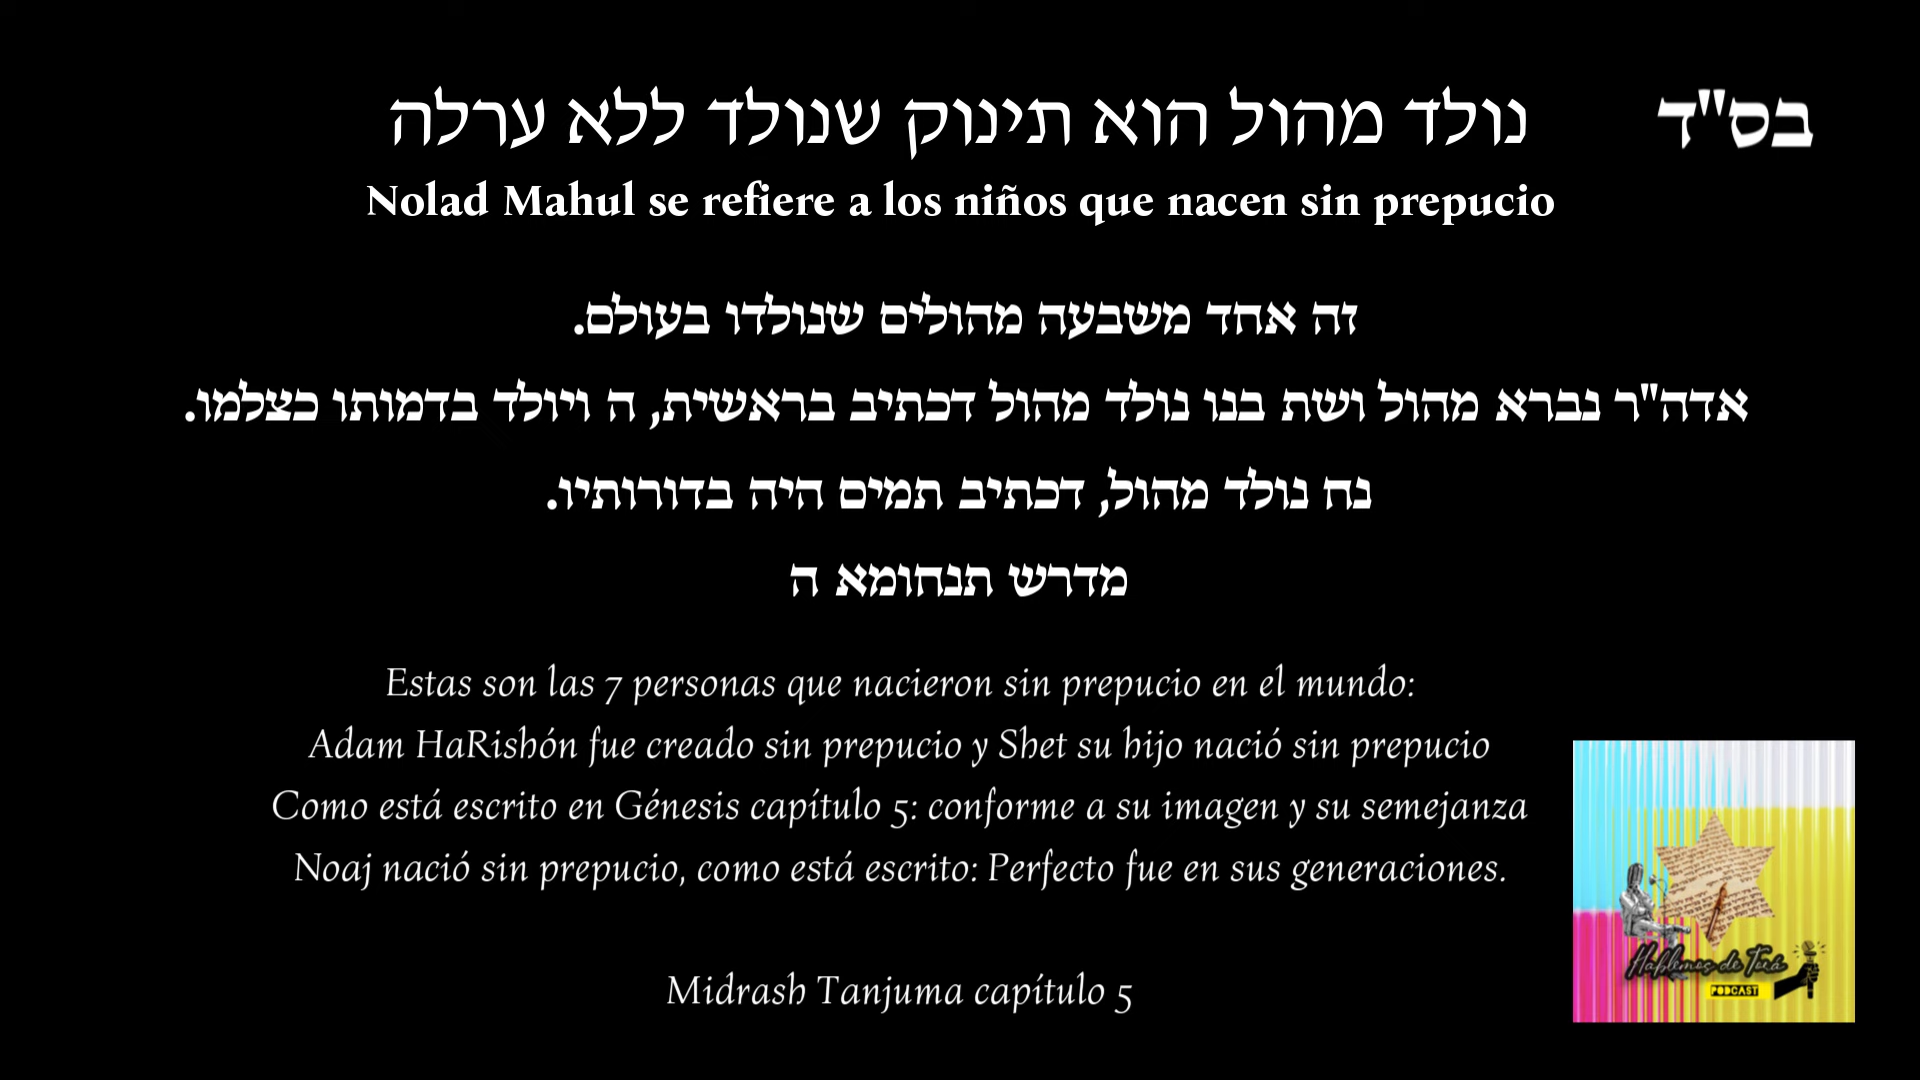 בס"ד
נולד מהול הוא תינוק שנולד ללא ערלה
Nolad Mahul se refiere a los niños que nacen sin prepucio
זה אחד משבעה מהולים שנולדו בעולם.
אדה"ר נברא מהול ושת בנו נולד מהול דכתיב בראשית, ה ויולד בדמותו כצלמו.
נח נולד מהול, דכתיב תמים היה בדורותיו.
מדרש תנחומא ה
Estas son las 7 personas que nacieron sin prepucio en el mundo:
Adam HaRishón fue creado sin prepucio y Shet su hijo nació sin prepucio
Como está escrito en Génesis capítulo 5: conforme a su imagen y su semejanza
Noaj nació sin prepucio, como está escrito: Perfecto fue en sus generaciones.
Midrash Tanjuma capítulo 5
Hablemos de Torá
PODCAST